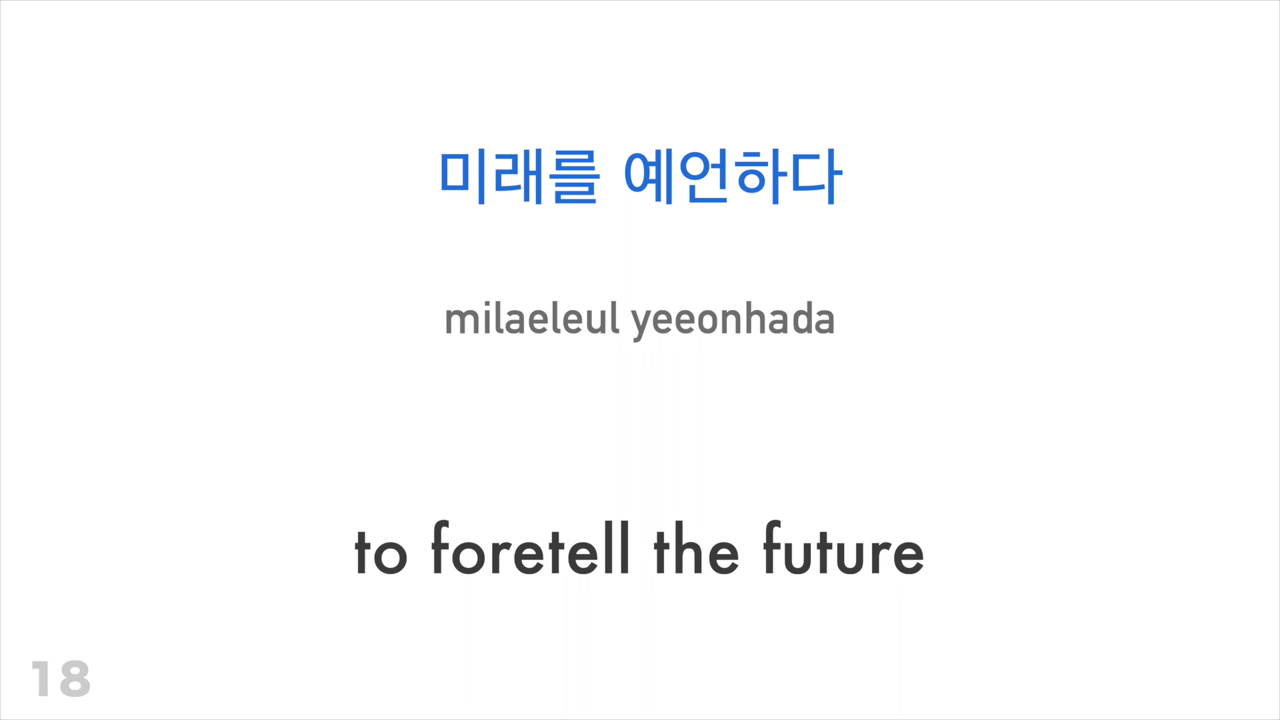 미래를 예언하다
milaeleul yeeonhada
to foretell the future
18